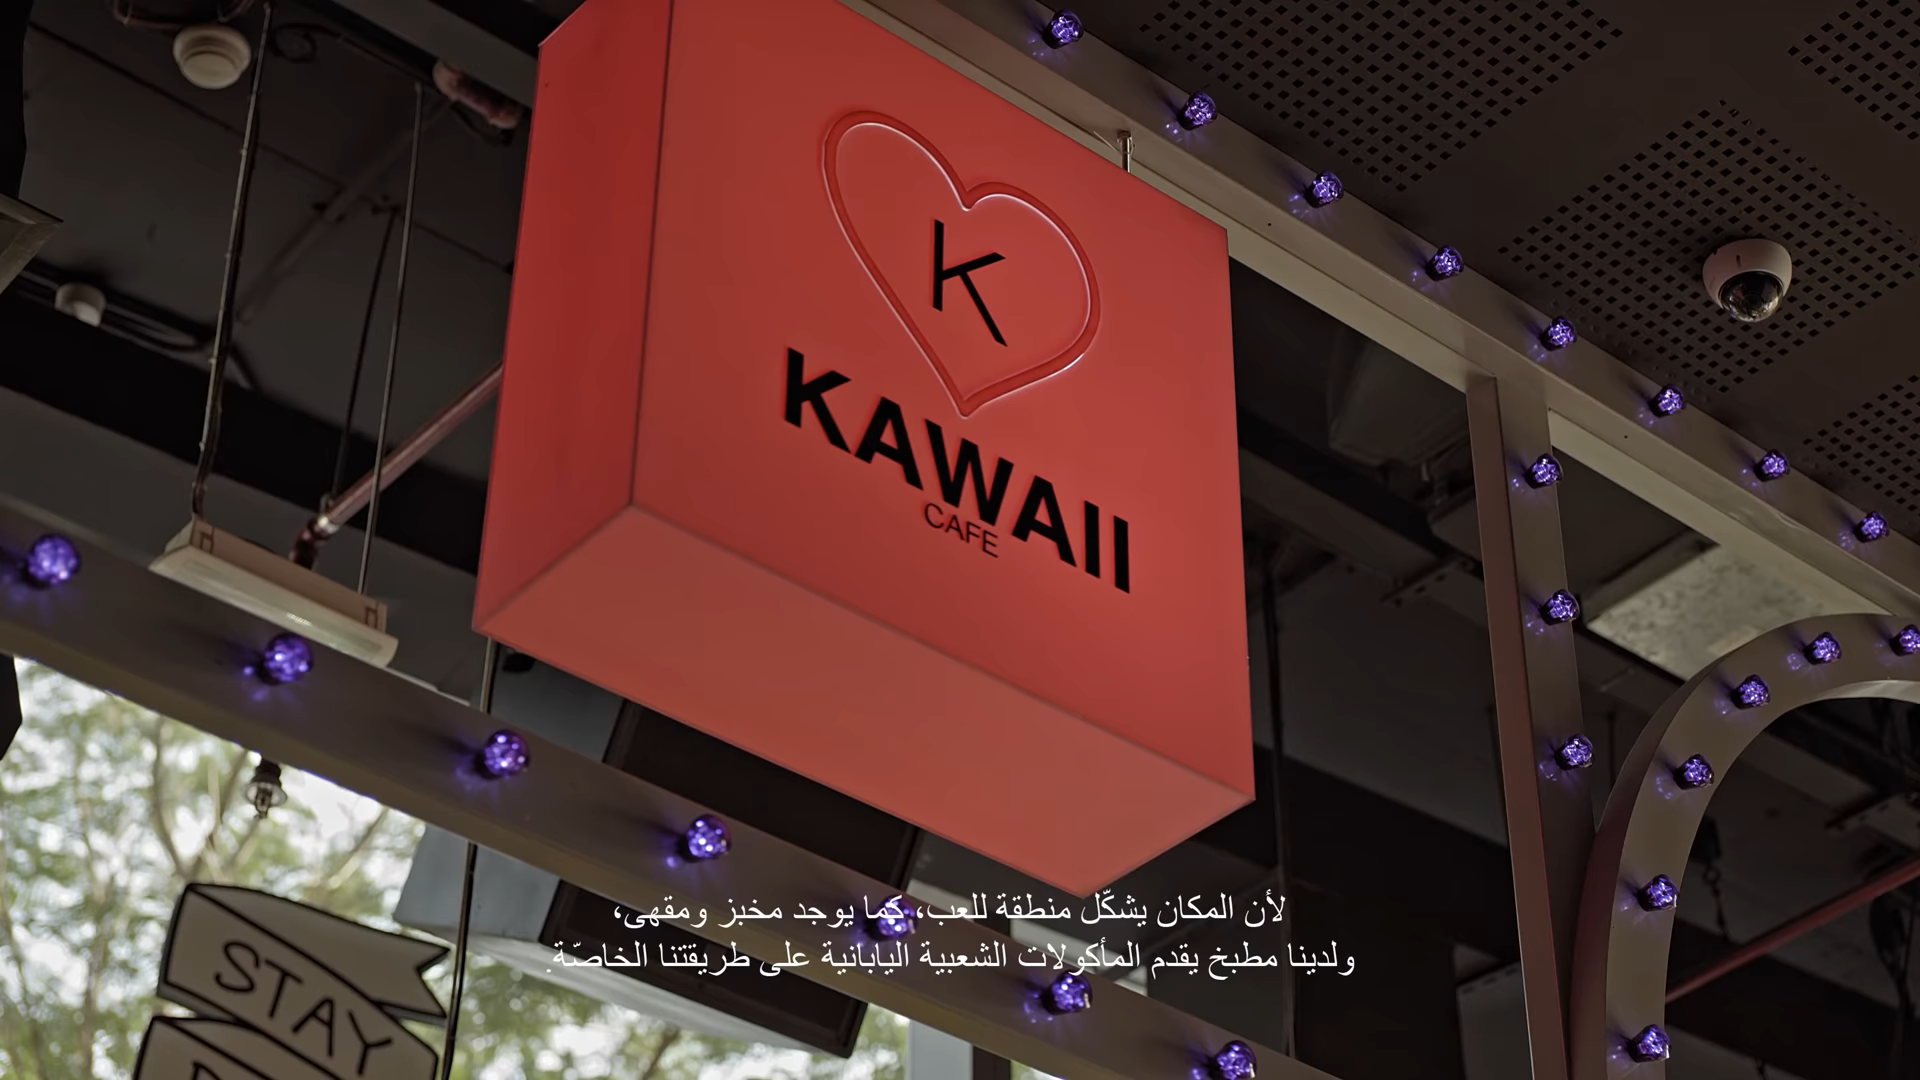 K
KAWAII
CAFE
لأن المكان يشكّل منطقة للعب، كما يوجد مخبز ومقهى،
ولدينا مطبخ يقدم المأكولات الشعبية اليابانية على طريقتنا الخاصّة.
STAY